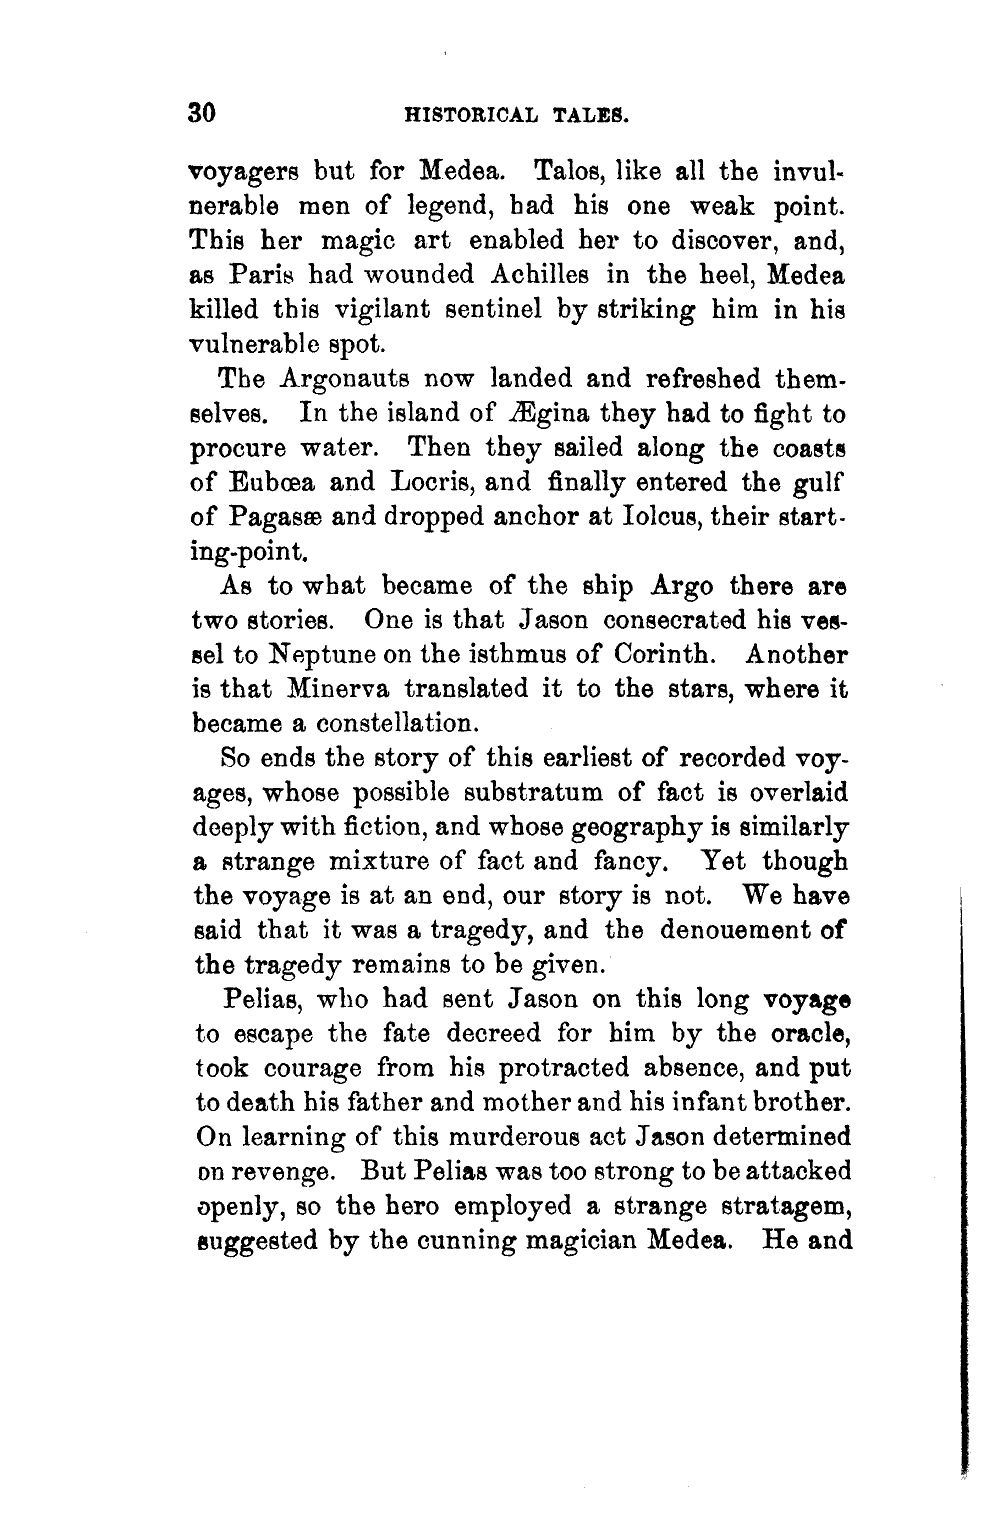 30 HISTORICAL TALES.
voyagers but for Medea. Talos, like all the invul-
nerable men of legend, had his one weak point.
This her magic art enabled her to discover, and,
as Paris had wounded Achilles in the heel, Medea
killed this vigilant sentinel by striking him in his
vulnerable spot.
The Argonauts now landed and refreshed them-
selves. In the island of Ægina they had to fight to
procure water. Then they sailed along the coasts
of Eubœa and Locris, and finally entered the gulf
of Pagasæ and dropped anchor at Iolcus, their start-
ing-point.
As to what became of the ship Argo there are
two stories. One is that Jason consecrated his ves-
sel to Neptune on the isthmus of Corinth. Another
is that Minerva translated it to the stars, where it
became a constellation.
So ends the story of this earliest of recorded voy-
ages, whose possible substratum of fact is overlaid
deeply with fiction, and whose geography is similarly
a strange mixture of fact and fancy. Yet though
the voyage is at an end, our story is not. We have
said that it was a tragedy, and the denouement of
the tragedy remains to be given.
Pelias, who had sent Jason on this long voyage
to escape the fate decreed for him by the oracle,
took courage from his protracted absence, and put
to death his father and mother and his infant brother.
On learning of this murderous act Jason determined
on revenge. But Pelias was too strong to be attacked
openly, so the hero employed a strange stratagem,
suggested by the cunning magician Medea. He and